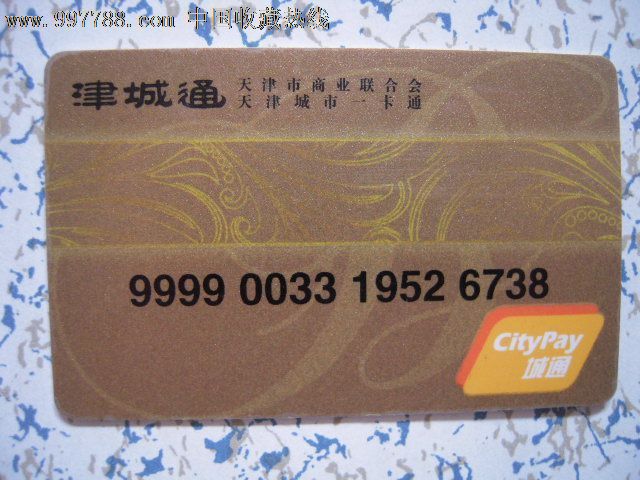 www.997788.com 中国收藏热线
津城通
天津市商业联合会
天津城市一卡通
9999 0033 1952 6738
CityPay
城通